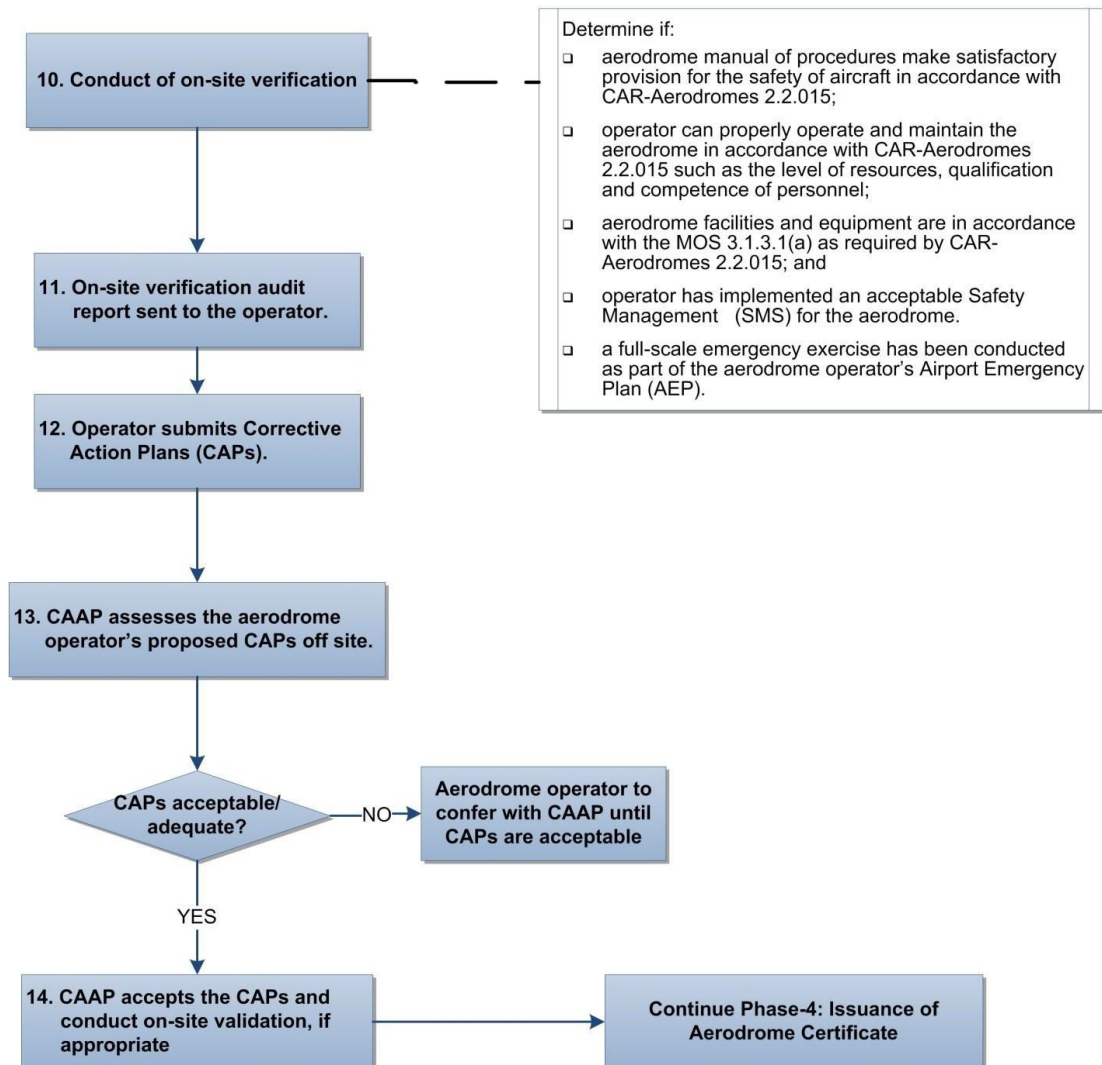 10. Conduct of on-site verification
Determine if:
❑ aerodrome manual of procedures make satisfactory
provision for the safety of aircraft in accordance with
CAR-Aerodromes 2.2.015;
❑ operator can properly operate and maintain the
aerodrome in accordance with CAR-Aerodromes
2.2.015 such as the level of resources, qualification
and competence of personnel;
❑ aerodrome facilities and equipment are in accordance
with the MOS 3.1.3.1(a) as required by CAR-
Aerodromes 2.2.015; and
❑ operator has implemented an acceptable Safety
Management (SMS) for the aerodrome.
❑ a full-scale emergency exercise has been conducted
as part of the aerodrome operator's Airport Emergency
Plan (AEP).
11. On-site verification audit
report sent to the operator.
12. Operator submits Corrective
Action Plans (CAPs).
13. CAAP assesses the aerodrome
operator's proposed CAPs off site.
CAPs acceptable/
adequate?
NO
Aerodrome operator to
confer with CAAP until
CAPs are acceptable
YES
14. CAAP accepts the CAPs and
conduct on-site validation, if
appropriate
Continue Phase-4: Issuance of
Aerodrome Certificate